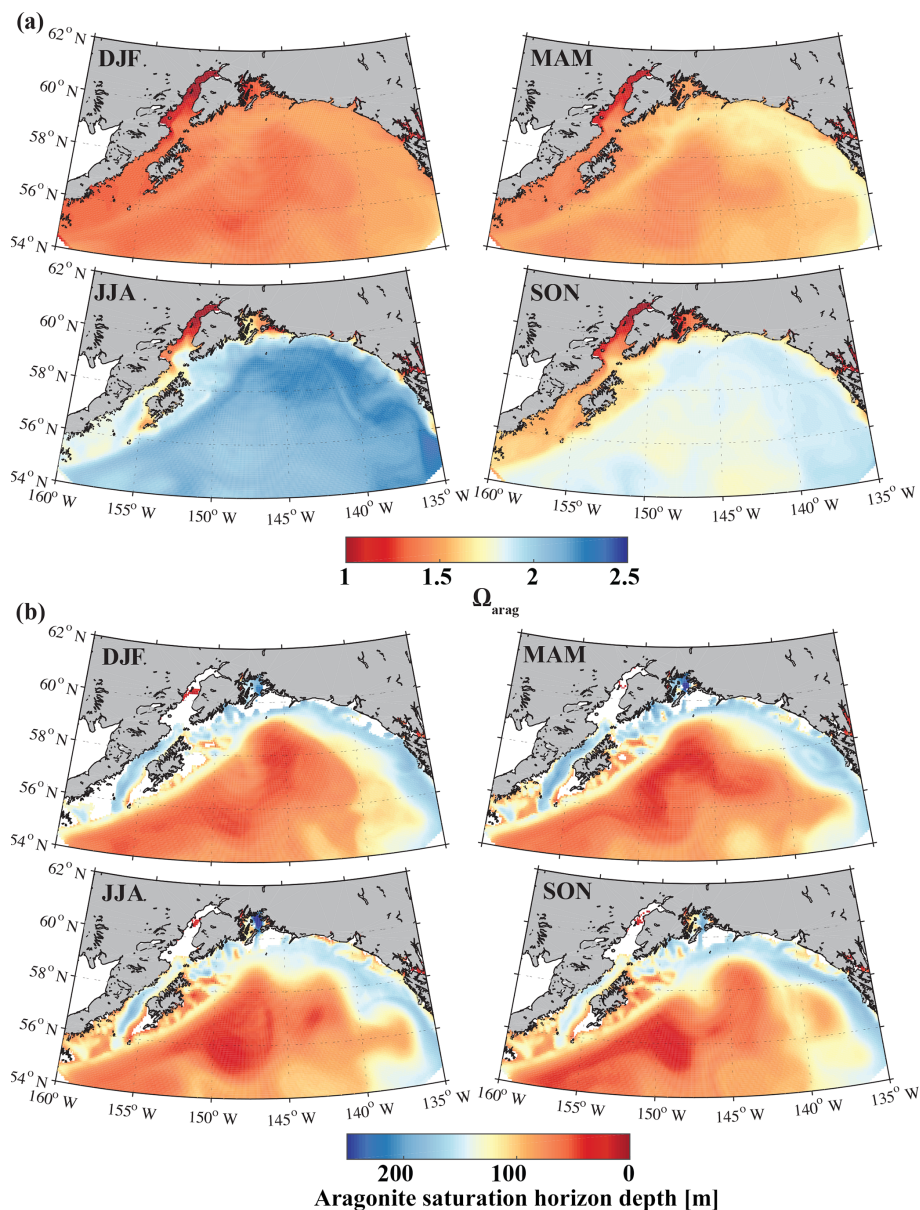 (a)
DJF.
MAM
62° N
60° N
58° N
56° N
54° N
JJA
SON
62° N
60° N
58° N
56° N
54° N
160° W
155° W
150° W
145° W
140° W
135° W
160° W
155° W
150° W
145° W
140° W
135° W
1
1.5
2
2.5
Ωarag
(b)
DJF.
MAM
62° N
60° N
58° N
56° N
54° N
JJA
SON
62° N
60° N
58° N
56° N
54° N
160° W
155° W
150° W
145° W
140° W
135° W
160° W
155° W
150° W
145° W
140° W
135° W
200
100
0
Aragonite saturation horizon depth [m]